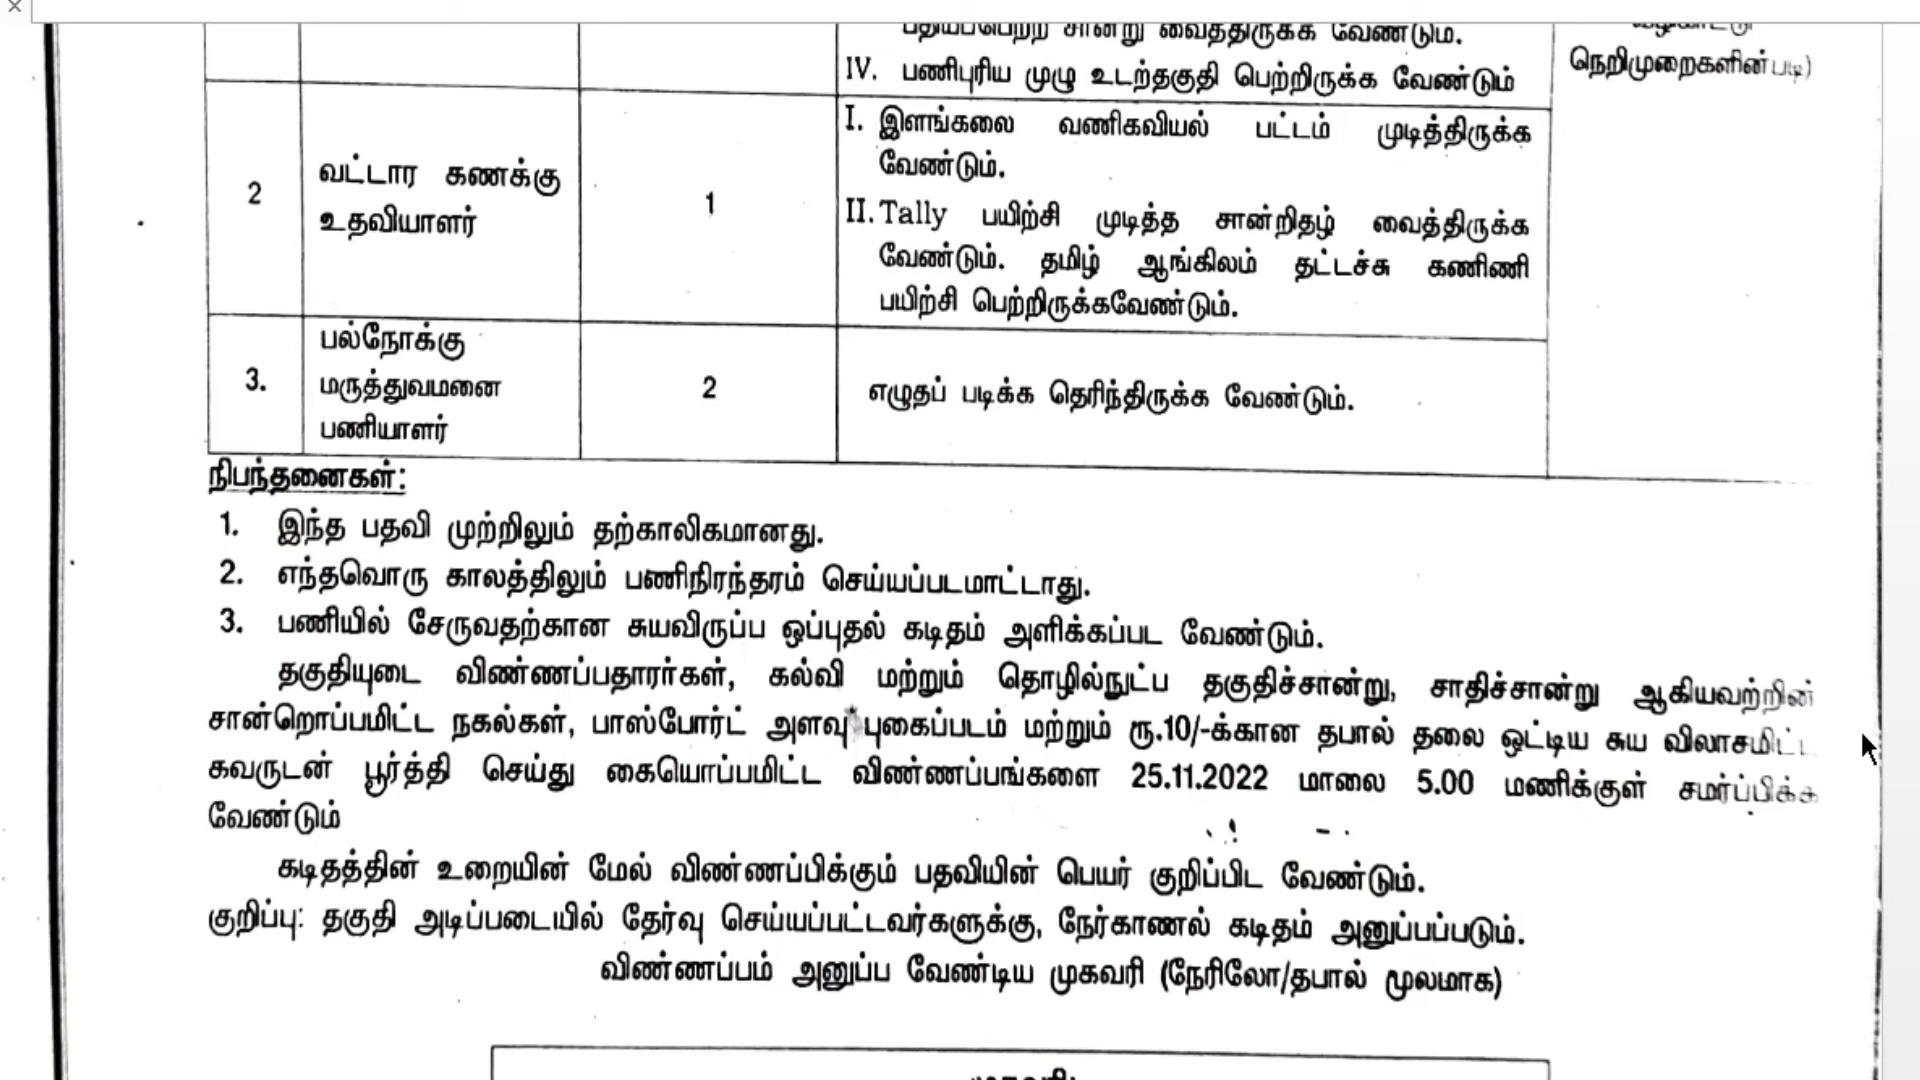 பதியப்பெற்ற சான்று வைத்திருக்க வேண்டும்.
நெறிமுறைகளின்படி)
IV. பணிபுரிய முழு உடற்தகுதி பெற்றிருக்க வேண்டும்
2
வட்டார கணக்கு
உதவியாளர்
1
I. இளங்கலை வணிகவியல் பட்டம் முடித்திருக்க
வேண்டும்.
II. Tally பயிற்சி முடித்த சான்றிதழ் வைத்திருக்க
வேண்டும். தமிழ் ஆங்கிலம் தட்டச்சு கணிணி
பயிற்சி பெற்றிருக்கவேண்டும்.
3.
பல்நோக்கு
மருத்துவமனை
பணியாளர்
2
எழுதப் படிக்க தெரிந்திருக்க வேண்டும்.
நிபந்தனைகள்:
1. இந்த பதவி முற்றிலும் தற்காலிகமானது.
2. எந்தவொரு காலத்திலும் பணிநிரந்தரம் செய்யப்படமாட்டாது.
3. பணியில் சேருவதற்கான சுயவிருப்ப ஒப்புதல் கடிதம் அளிக்கப்பட வேண்டும்.
தகுதியுடை விண்ணப்பதாரர்கள், கல்வி மற்றும் தொழில்நுட்ப தகுதிச்சான்று, சாதிச்சான்று ஆகியவற்றின்
சான்றொப்பமிட்ட நகல்கள், பாஸ்போர்ட் அளவு புகைப்படம் மற்றும் ரூ.10/-க்கான தபால் தலை ஒட்டிய சுய விலாசமிட்ட
கவருடன் பூர்த்தி செய்து கையொப்பமிட்ட விண்ணப்பங்களை 25.11.2022 மாலை 5.00 மணிக்குள் சமர்ப்பிக்க
வேண்டும்
கடிதத்தின் உறையின் மேல் விண்ணப்பிக்கும் பதவியின் பெயர் குறிப்பிட வேண்டும்.
குறிப்பு: தகுதி அடிப்படையில் தேர்வு செய்யப்பட்டவர்களுக்கு, நேர்காணல் கடிதம் அனுப்பப்படும்.
விண்ணப்பம் அனுப்ப வேண்டிய முகவரி (நேரிலோ/தபால் மூலமாக)